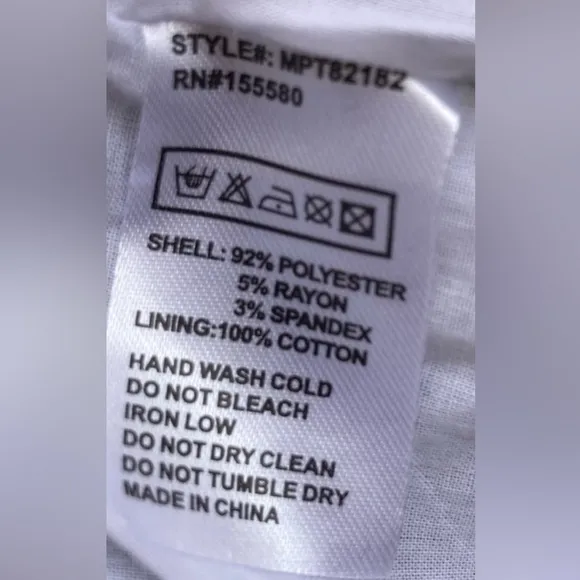 STYLE#: MPT82182
RN#155580
SHELL: 92% POLYESTER
5% RAYON
3% SPANDEX
LINING:100% COTTON
HAND WASH COLD
DO NOT BLEACH
IRON LOW
DO NOT DRY CLEAN
DO NOT TUMBLE DRY
MADE IN CHINA